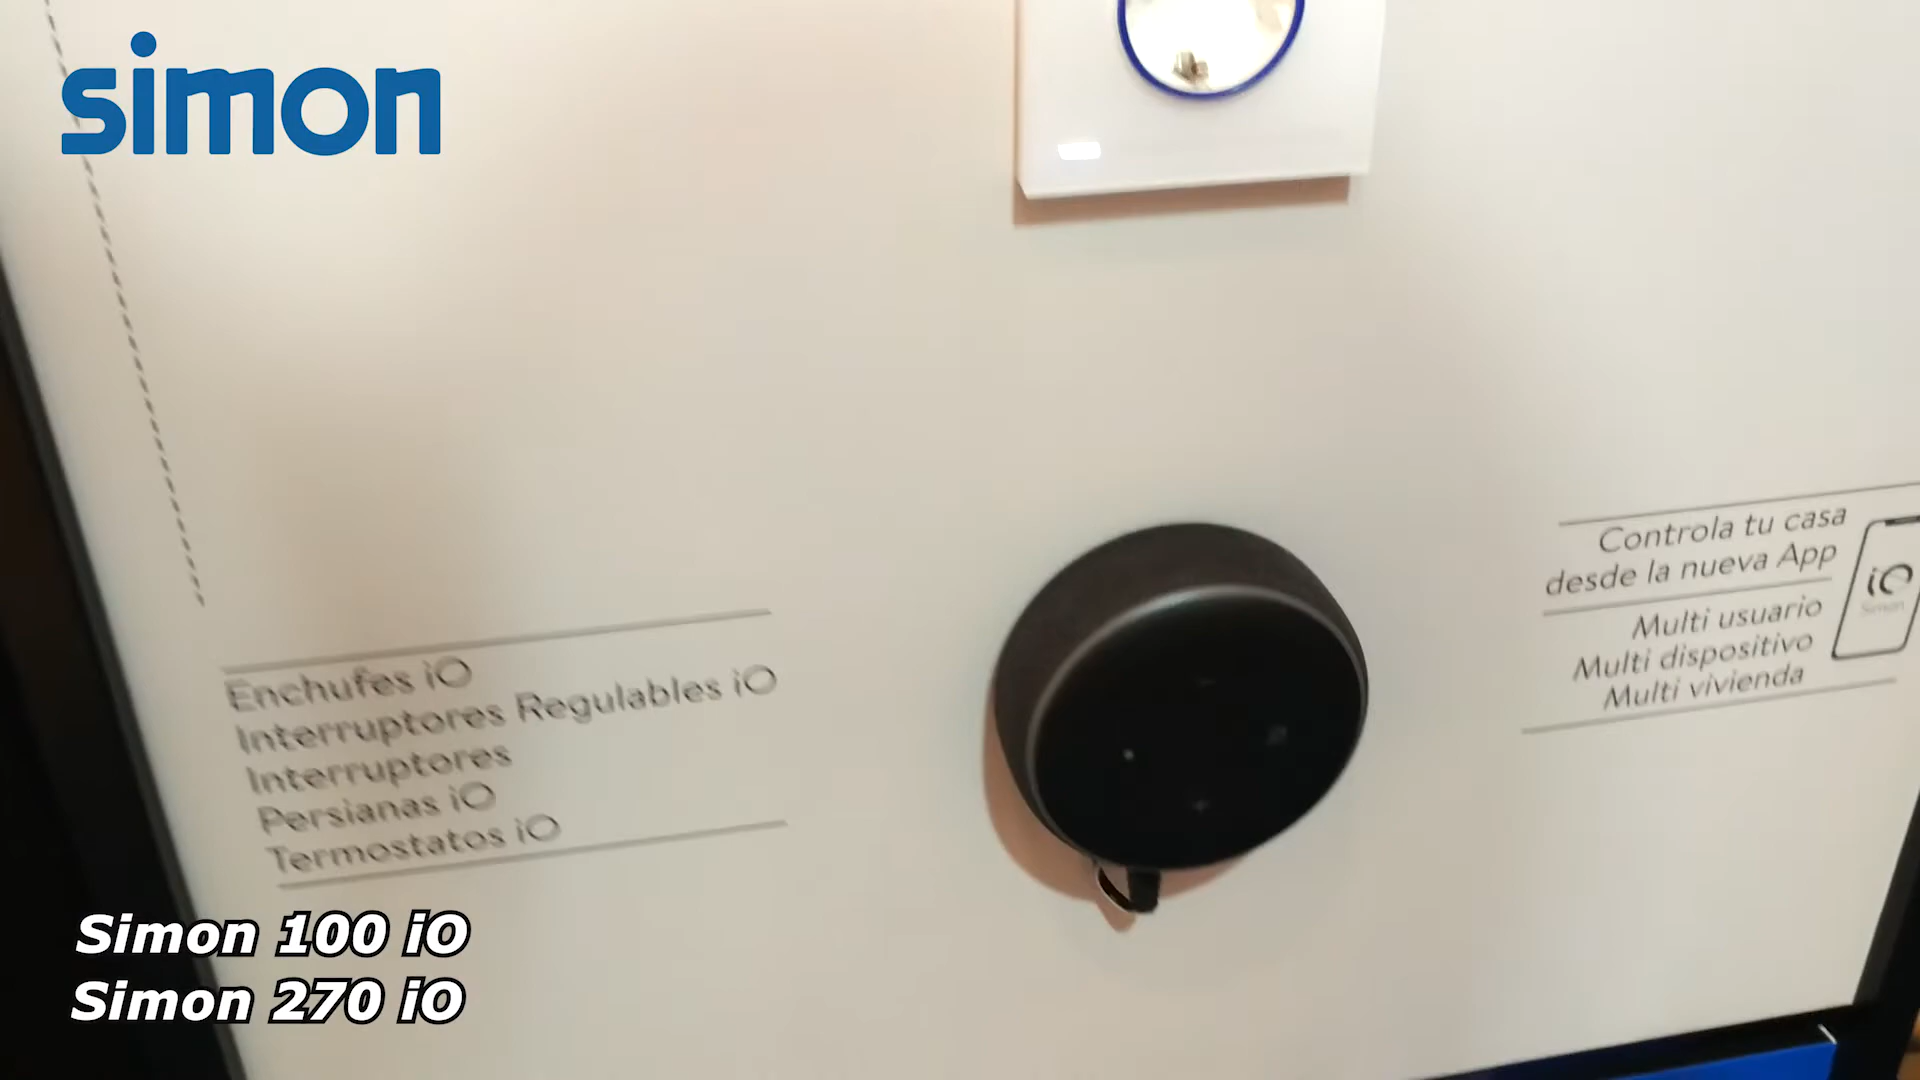 simon
Enchufes iO
Interruptores Regulables iO
Interruptores
Persianas iO
Termostatos iO
Controla tu casa
desde la nueva App
Multi usuario
Multi dispositivo
Multi vivienda
iO
Simon
Simon 100 iO
Simon 270 iO